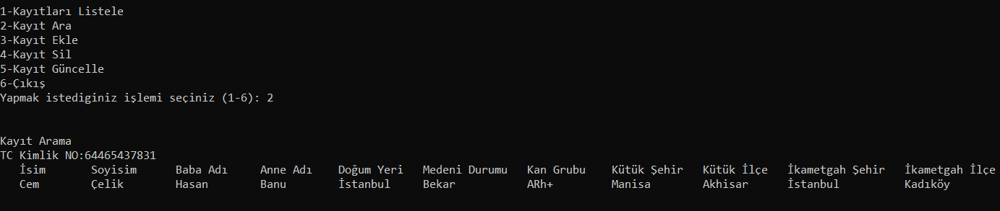 1-Kayıtları Listele
2-Kayıt Ara
3-Kayıt Ekle
4-Kayıt Sil
5-Kayıt Güncelle
6-Çıkış
Yapmak istediginiz işlemi seçiniz (1-6): 2
Kayıt Arama
TC Kimlik NO:64465437831
İsim Soyisim Baba Adı Anne Adı Doğum Yeri Medeni Durumu Kan Grubu Kütük Şehir Kütük İlçe İkametgah Şehir İkametgah İlçe
Cem Çelik Hasan Banu İstanbul Bekar ARh+ Manisa Akhisar İstanbul Kadıköy